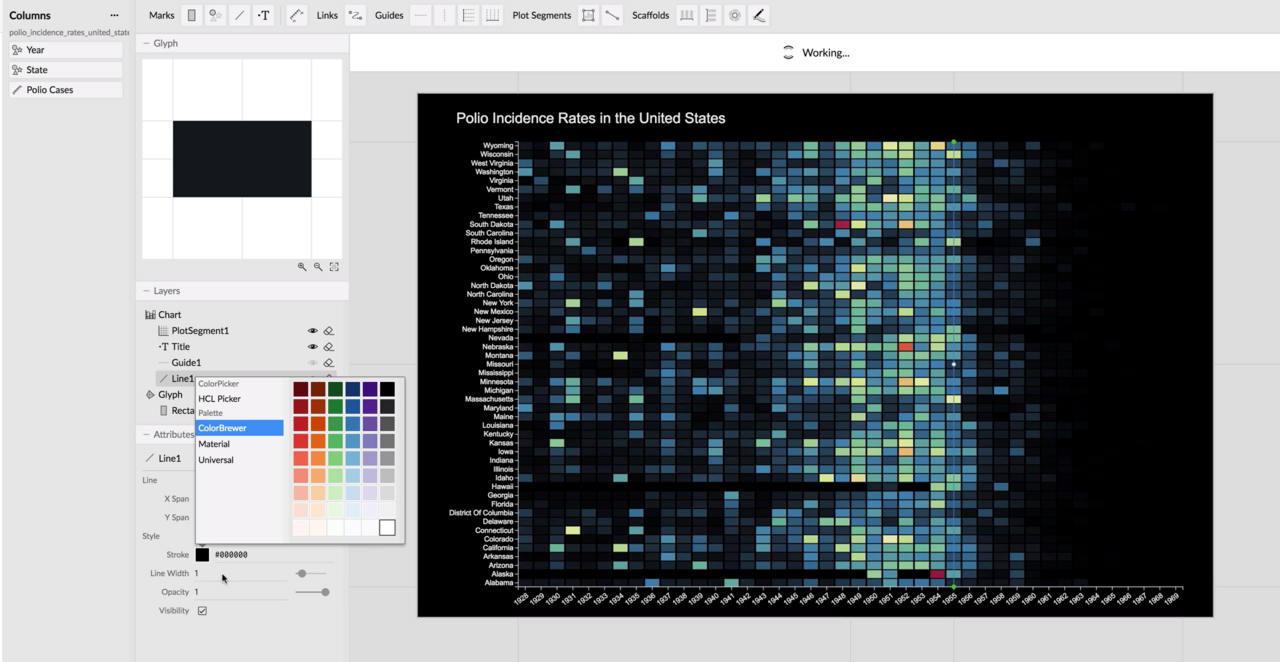 Columns
polio_incidence_rates_united_state
Year
State
Polio Cases
Marks
Links
Guides
Plot Segments
Scaffolds
Glyph
Layers
Chart
PlotSegment1
Title
Guide1
Line1
Glyph
Recta
Attributes
Line1
Line
X Span
Y Span
Style
Stroke #000000
Line Width 1
Opacity 1
Visibility
ColorPicker
HCL Picker
Palette
ColorBrewer
Material
Universal
Working...
Polio Incidence Rates in the United States
Wyoming
Wisconsin
West Virginia
Washington
Virginia
Vermont
Utah
Texas
Tennessee
South Dakota
South Carolina
Rhode Island
Pennsylvania
Oregon
Oklahoma
Ohio
North Dakota
North Carolina
New York
New Mexico
New Jersey
New Hampshire
Nevada
Nebraska
Montana
Missouri
Mississippi
Minnesota
Michigan
Massachusetts
Maryland
Maine
Louisiana
Kentucky
Kansas
Iowa
Indiana
Illinois
Idaho
Hawaii
Georgia
Florida
District Of Columbia
Delaware
Connecticut
Colorado
California
Arkansas
Arizona
Alaska
Alabama
1928 1929 1930 1931 1932 1933 1934 1935 1936 1937 1938 1939 1940 1941 1942 1943 1944 1945 1946 1947 1948 1949 1950 1951 1952 1953 1954 1955 1956 1957 1958 1959 1960 1961 1962 1963 1964 1965 1966 1967 1968 1969